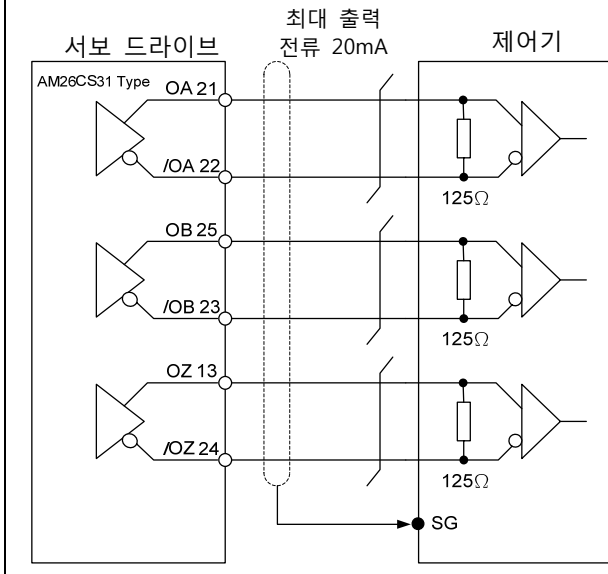 서보 드라이브
최대 출력
전류 20mA
제어기
AM26CS31 Type
OA 21
/OA 22
125Ω
OB 25
/OB 23
125Ω
OZ 13
/OZ 24
125Ω
SG